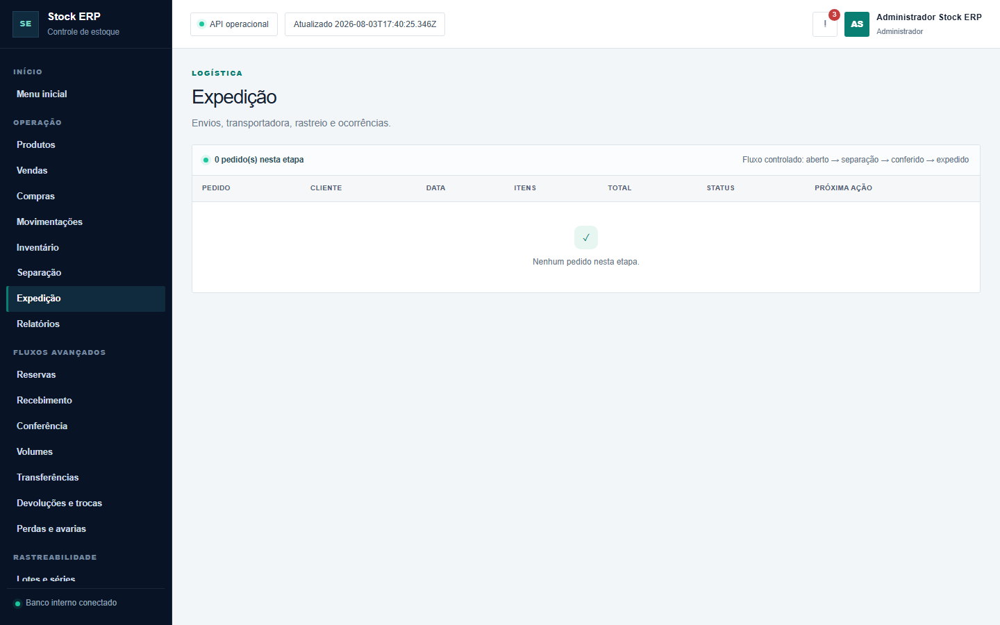 SE
Stock ERP
Controle de estoque
INÍCIO
Menu inicial
OPERAÇÃO
Produtos
Vendas
Compras
Movimentações
Inventário
Separação
Expedição
Relatórios
FLUXOS AVANÇADOS
Reservas
Recebimento
Conferência
Volumes
Transferências
Devoluções e trocas
Perdas e avarias
RASTREABILIDADE
Lotes e séries
Banco interno conectado
API operacional
Atualizado 2026-08-03T17:40:25.346Z
!
3
AS
Administrador Stock ERP
Administrador
LOGÍSTICA
Expedição
Envios, transportadora, rastreio e ocorrências.
0 pedido(s) nesta etapa
Fluxo controlado: aberto → separação → conferido → expedido
PEDIDO CLIENTE DATA ITENS TOTAL STATUS PRÓXIMA AÇÃO
✓
Nenhum pedido nesta etapa.